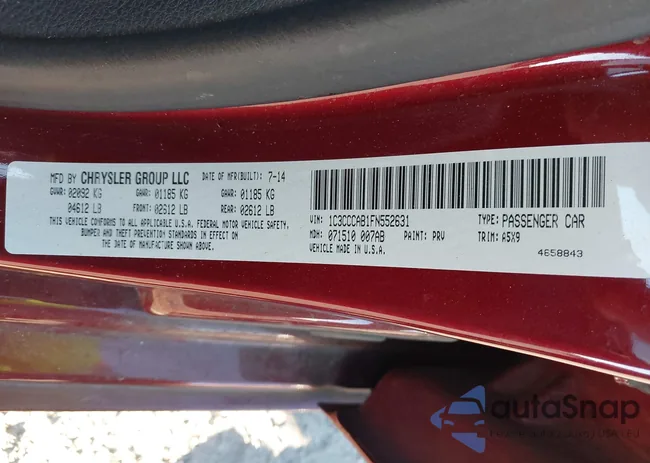 MFD BY CHRYSLER GROUP LLC DATE OF MFR(BUILT): 7-14
GVWR: 02092 KG GAWR: 01185 KG GAWR: 01185 KG
04612 LB FRONT: 02612 LB REAR: 02612 LB
THIS VEHICLE CONFORMS TO ALL APPLICABLE U.S.A. FEDERAL MOTOR VEHICLE SAFETY,
BUMPER AND THEFT PREVENTION STANDARDS IN EFFECT ON
THE DATE OF MANUFACTURE SHOWN ABOVE.
VIN: 1C3CCCAB1FN552631 TYPE: PASSENGER CAR
MDH: 071510 007AB PAINT: PRV TRIM: A5X9
VEHICLE MADE IN U.S.A. 4658843
autoSnap